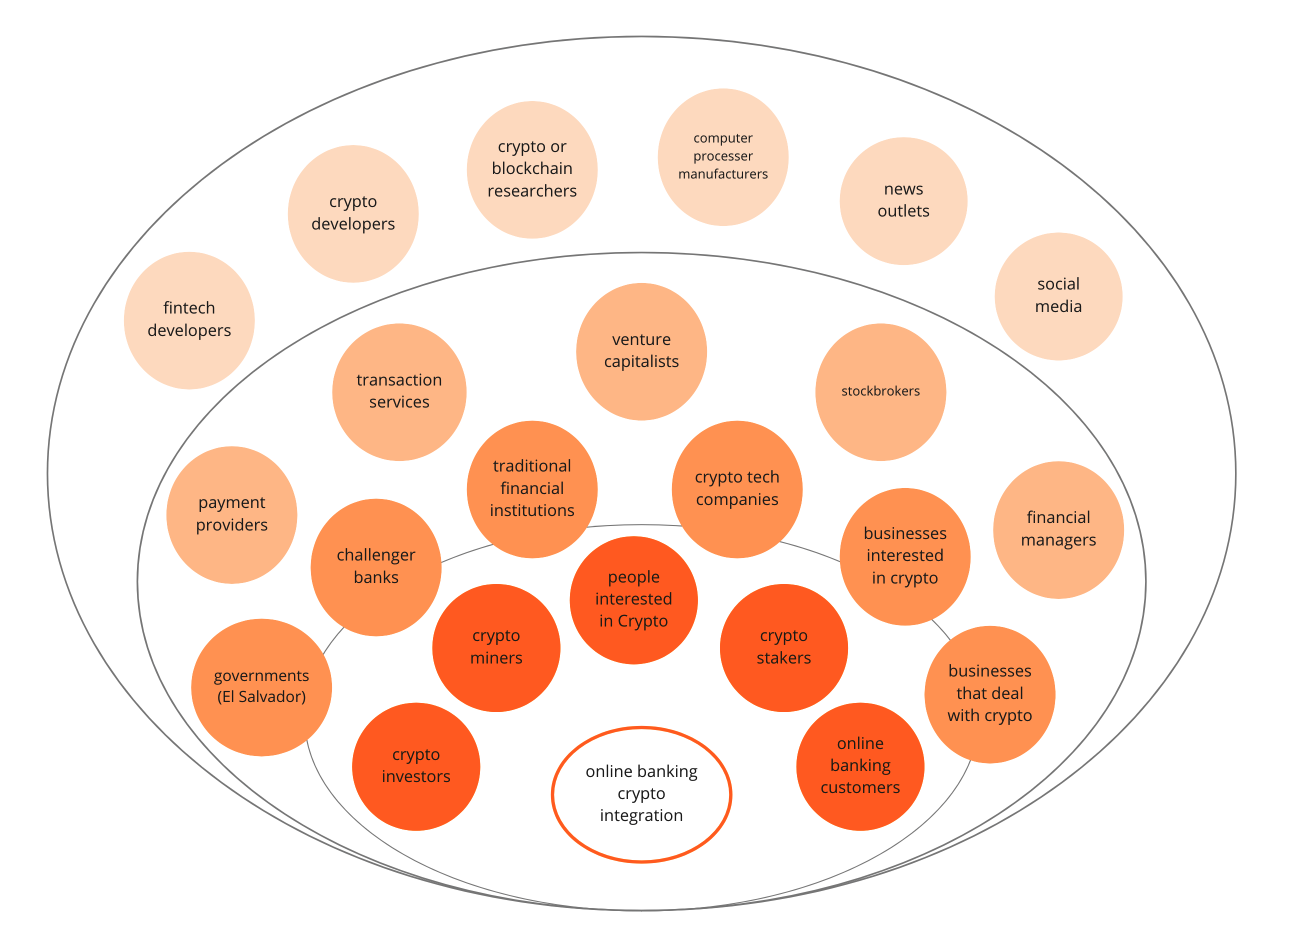 computer
processer
manufacturers
crypto or
blockchain
researchers
news
outlets
crypto
developers
social
media
fintech
developers
venture
capitalists
transaction
services
stockbrokers
traditional
financial
institutions
crypto tech
companies
payment
providers
financial
managers
businesses
interested
in crypto
challenger
banks
people
interested
in Crypto
crypto
miners
crypto
stakers
governments
(El Salvador)
businesses
that deal
with crypto
crypto
investors
online
banking
customers
online banking
crypto
integration